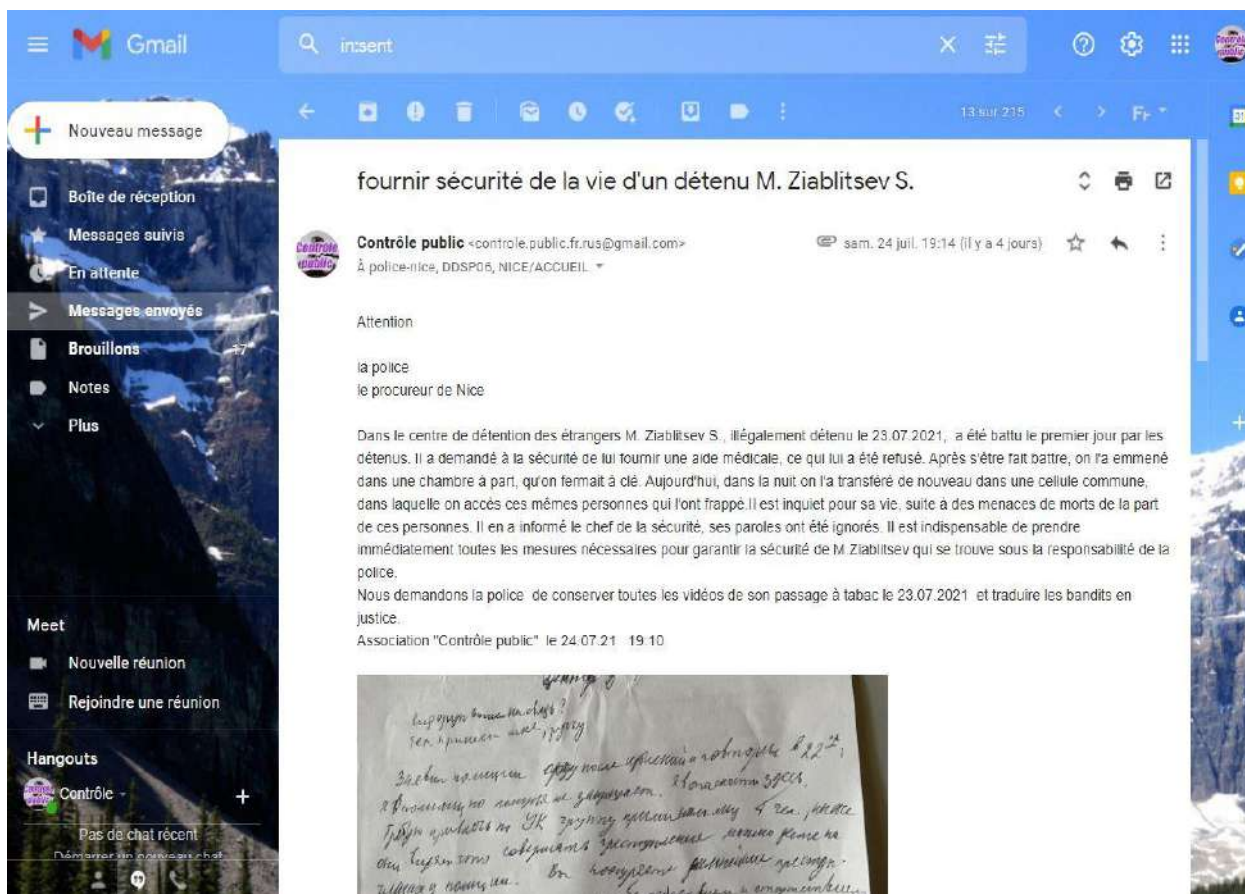 Gmail
in:sent
Nouveau message
13 sur 215
Fr
31
Boîte de réception
Messages suivis
En attente
Messages envoyés
Brouillons 17
Notes
Plus
fournir sécurité de la vie d'un détenu M. Ziablitsev S.
Contrôle public <controle.public.fr.rus@gmail.com>
sam. 24 juil. 19:14 (il y a 4 jours)
À police-nice, DDSP06, NICE/ACCUEIL
Attention
la police
le procureur de Nice
Dans le centre de détention des étrangers M. Ziablitsev S., illégalement détenu le 23.07.2021, a été battu le premier jour par les
détenus. Il a demandé à la sécurité de lui fournir une aide médicale, ce qui lui a été refusé. Après s'être fait battre, on l'a emmené
dans une chambre à part, qu'on fermait à clé. Aujourd'hui, dans la nuit on l'a transféré de nouveau dans une cellule commune,
dans laquelle on accès ces mêmes personnes qui l'ont frappé.Il est inquiet pour sa vie, suite à des menaces de morts de la part
de ces personnes. Il en a informé le chef de la sécurité, ses paroles ont été ignorés. Il est indispensable de prendre
immédiatement toutes les mesures nécessaires pour garantir la sécurité de M.Ziablitsev qui se trouve sous la responsabilité de la
police.
Nous demandons la police de conserver toutes les vidéos de son passage à tabac le 23.07.2021 et traduire les bandits en
justice.
Association "Contrôle public" le 24.07.21 19:10
Meet
Nouvelle réunion
Rejoindre une réunion
Hangouts
Contrôle
Pas de chat récent
Démarrer un nouveau chat